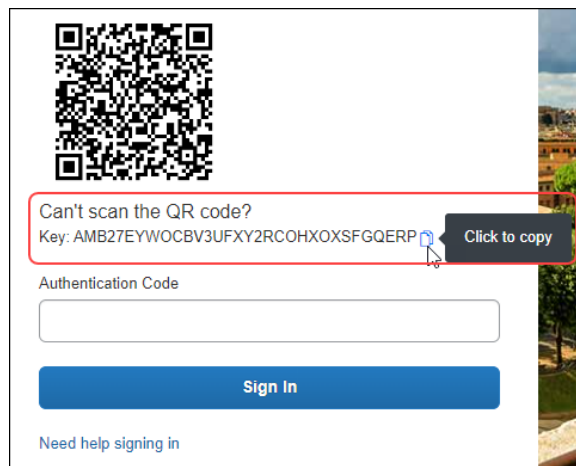 Can't scan the QR code?
Key: AMB27EYWOCBV3UFXY2RCOHXOXSFGQERP
Click to copy
Authentication Code
Sign In
Need help signing in